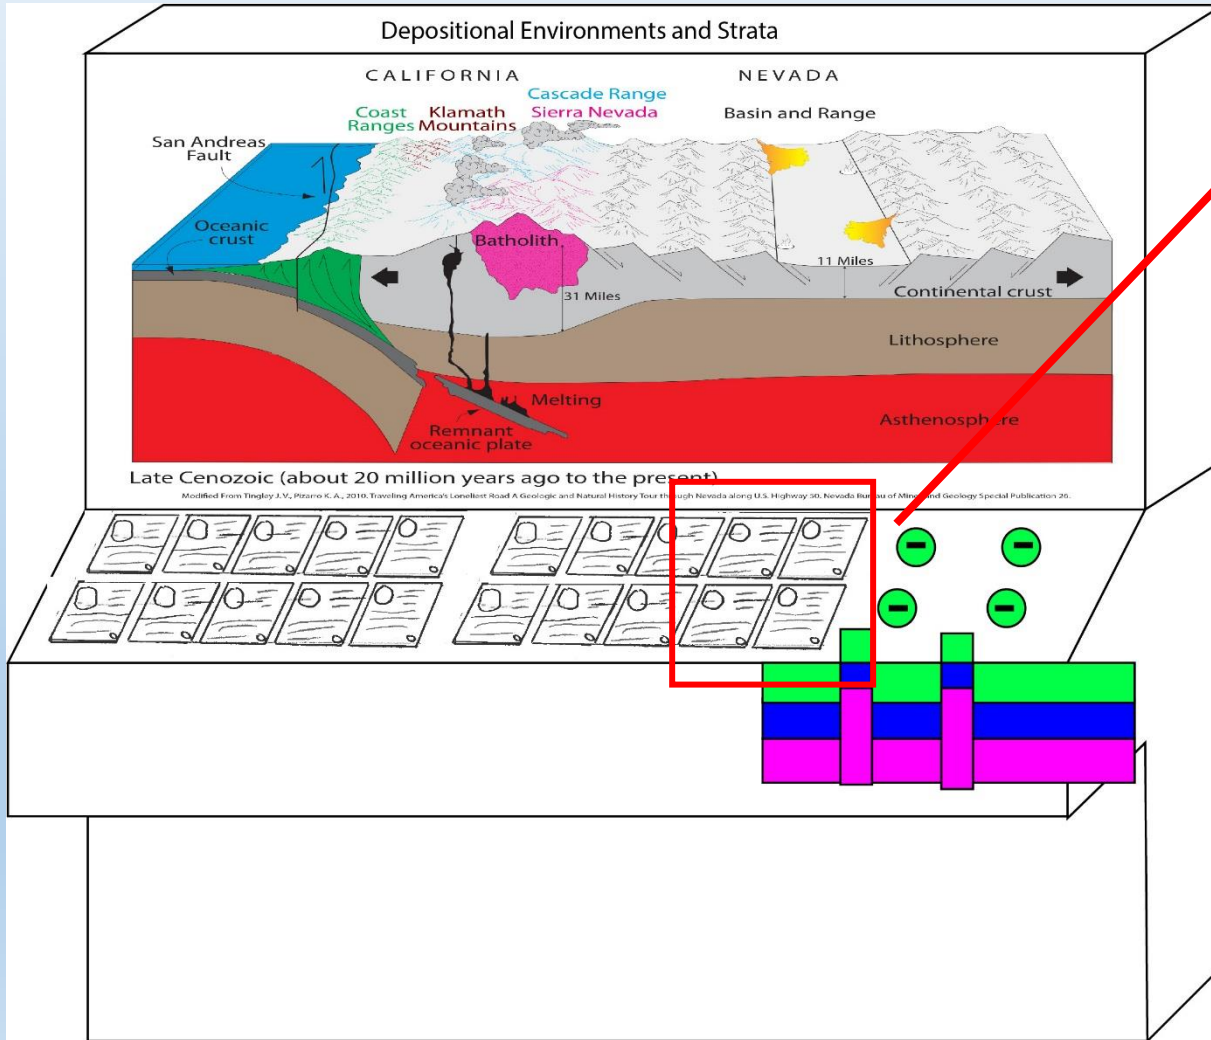 Depositional Environments and Strata
CALIFORNIA
NEVADA
Cascade Range
Coast Ranges
Klamath Mountains
Sierra Nevada
Basin and Range
San Andreas
Fault
Oceanic
crust
Batholith
11 Miles
31 Miles
Continental crust
Lithosphere
Melting
Remnant
oceanic plate
Asthenosphere
Late Cenozoic (about 20 million years ago to the present)
Modified From Tingley J.V., Pizarro K. A., 2010, Traveling America's Loneliest Road A Geologic and Natural History Tour through Nevada along U.S. Highway 50, Nevada Bureau of Mines and Geology Special Publication 26.